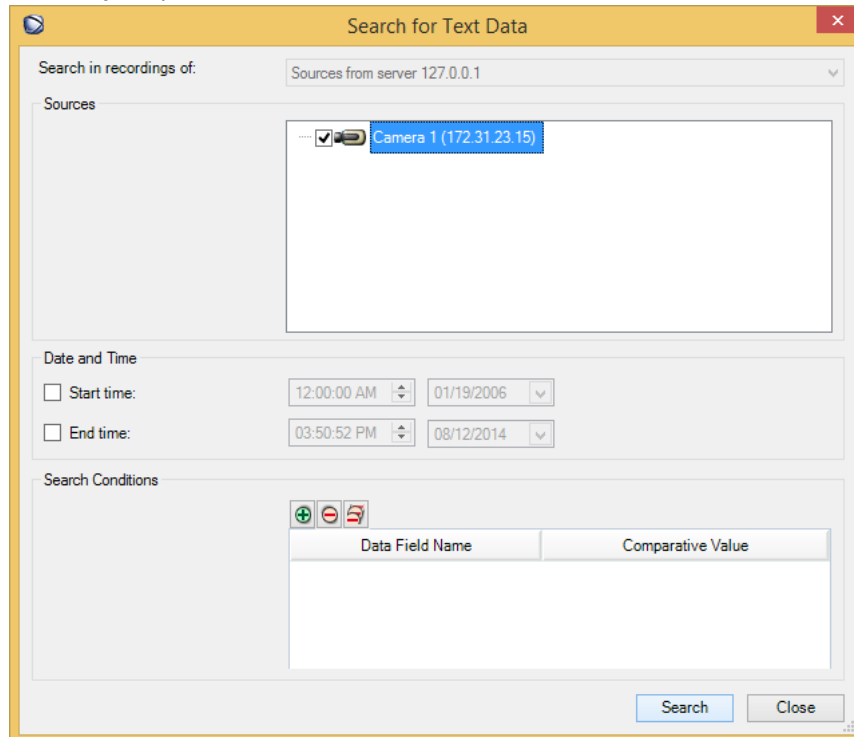 Search for Text Data
Search in recordings of: Sources from server 127.0.0.1
Sources
Camera 1 (172.31.23.15)
Date and Time
Start time: 12:00:00 AM 01/19/2006
End time: 03:50:52 PM 08/12/2014
Search Conditions
Data Field Name Comparative Value
Search Close